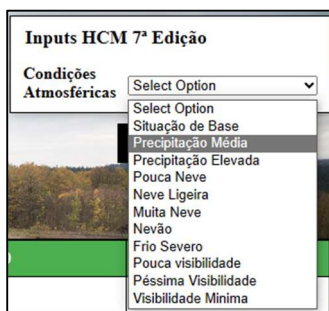 Inputs HCM 7ª Edição
Condições
Atmosféricas
Select Option
Select Option
Situação de Base
Precipitação Média
Precipitação Elevada
Pouca Neve
Neve Ligeira
Muita Neve
Nevão
Frio Severo
Pouca visibilidade
Péssima Visibilidade
Visibilidade Minima